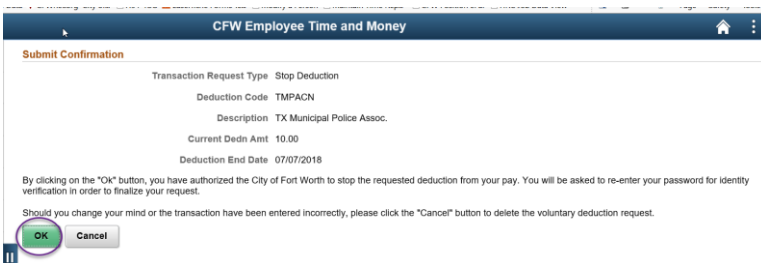 CFW Employee Time and Money
Submit Confirmation
Transaction Request Type Stop Deduction
Deduction Code TMPACN
Description TX Municipal Police Assoc.
Current Dedn Amt 10.00
Deduction End Date 07/07/2018
By clicking on the "Ok" button, you have authorized the City of Fort Worth to stop the requested deduction from your pay. You will be asked to re-enter your password for identity
verification in order to finalize your request.
Should you change your mind or the transaction have been entered incorrectly, please click the "Cancel" button to delete the voluntary deduction request.
OK Cancel